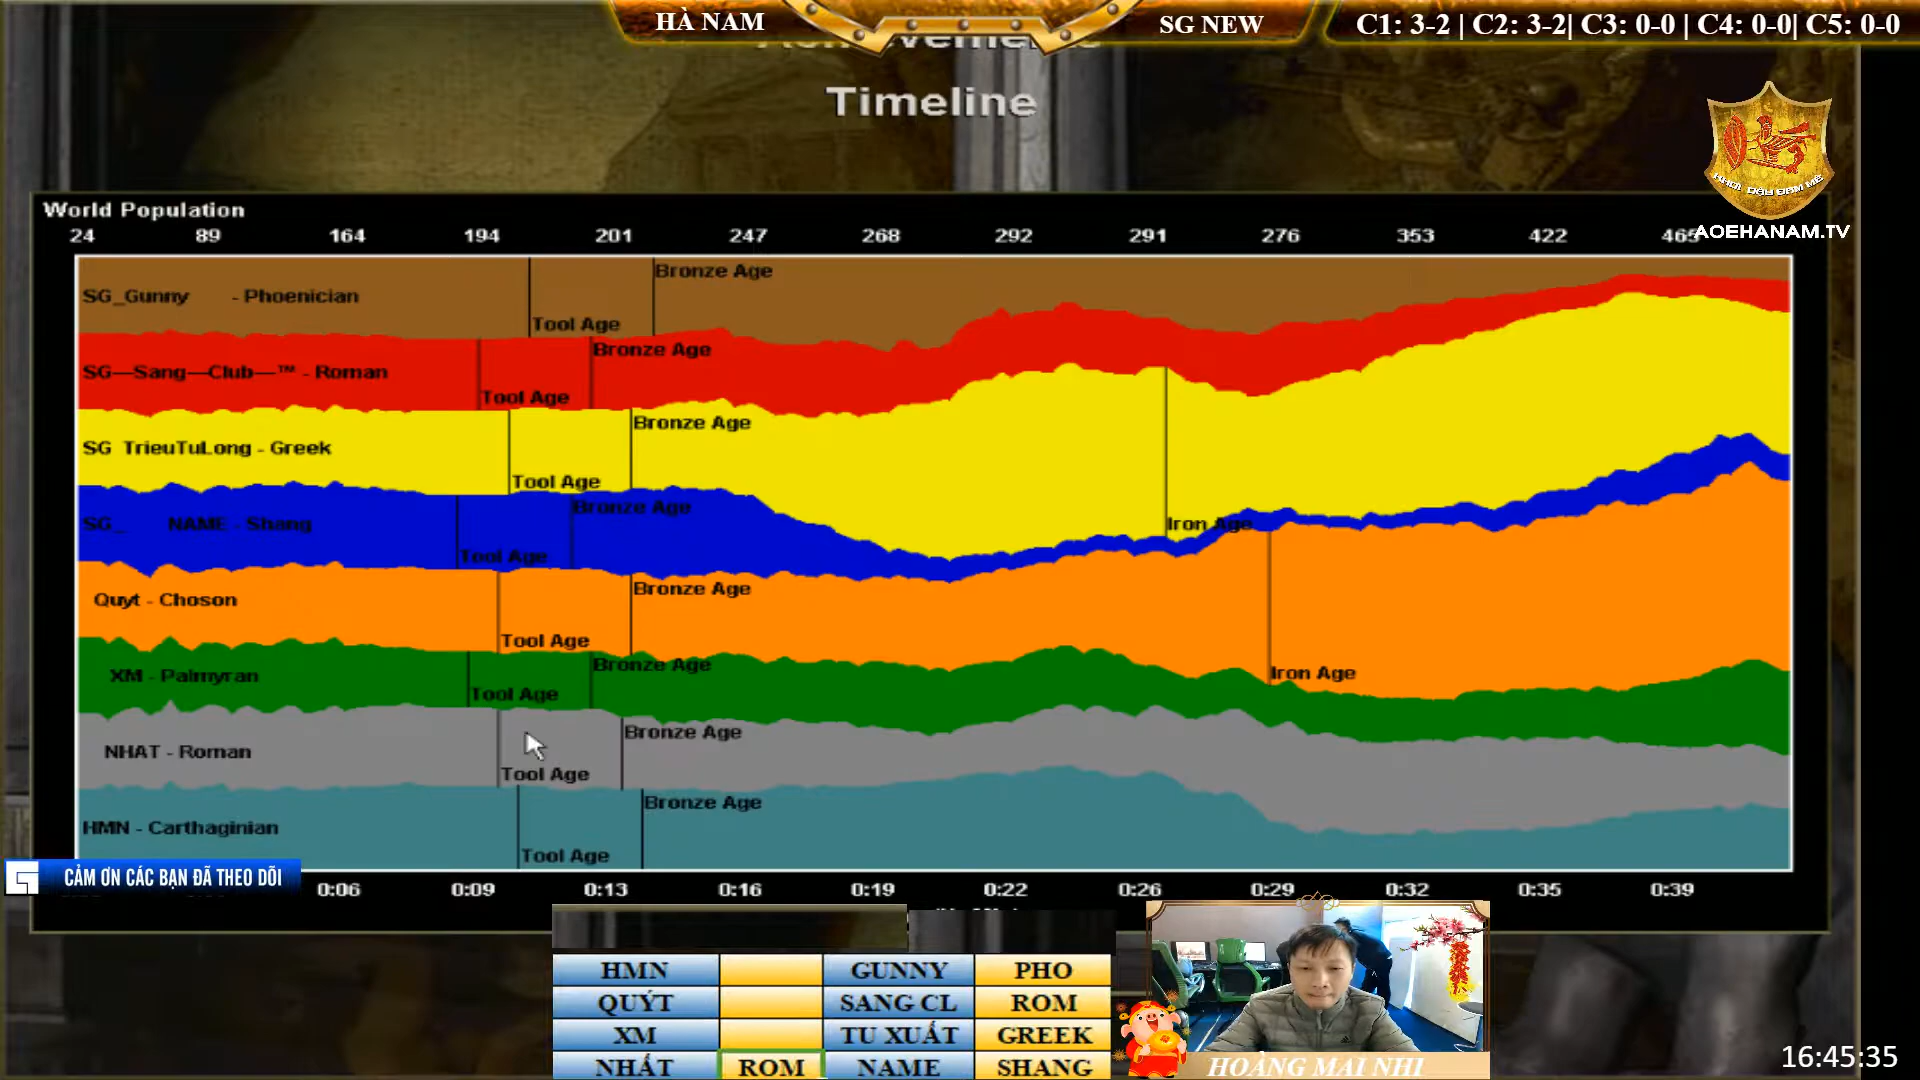 HÀ NAM
SG NEW
C1: 3-2 | C2: 3-2| C3: 0-0 | C4: 0-0| C5: 0-0
Timeline
KHƠI DẬY ĐAM MÊ
AOEHANAM.TV
World Population
24 89 164 194 201 247 268 292 291 276 353 422 465
SG_Gunny - Phoenician
Tool Age
Bronze Age
SG—Sang—Club—™ - Roman
Tool Age
Bronze Age
SG TrieuTuLong - Greek
Tool Age
Bronze Age
Iron Age
SG_ NAME - Shang
Tool Age
Bronze Age
Quyt - Choson
Tool Age
Bronze Age
Iron Age
XM - Palmyran
Tool Age
Bronze Age
NHAT - Roman
Tool Age
Bronze Age
HMN - Carthaginian
Tool Age
Bronze Age
CẢM ƠN CÁC BẠN ĐÃ THEO DÕI
0:06 0:09 0:13 0:16 0:19 0:22 0:26 0:29 0:32 0:35 0:39
HMN GUNNY PHO
QUÝT SANG CL ROM
XM TU XUẤT GREEK
NHẤT ROM NAME SHANG
HOÀNG MAI NHI
16:45:35